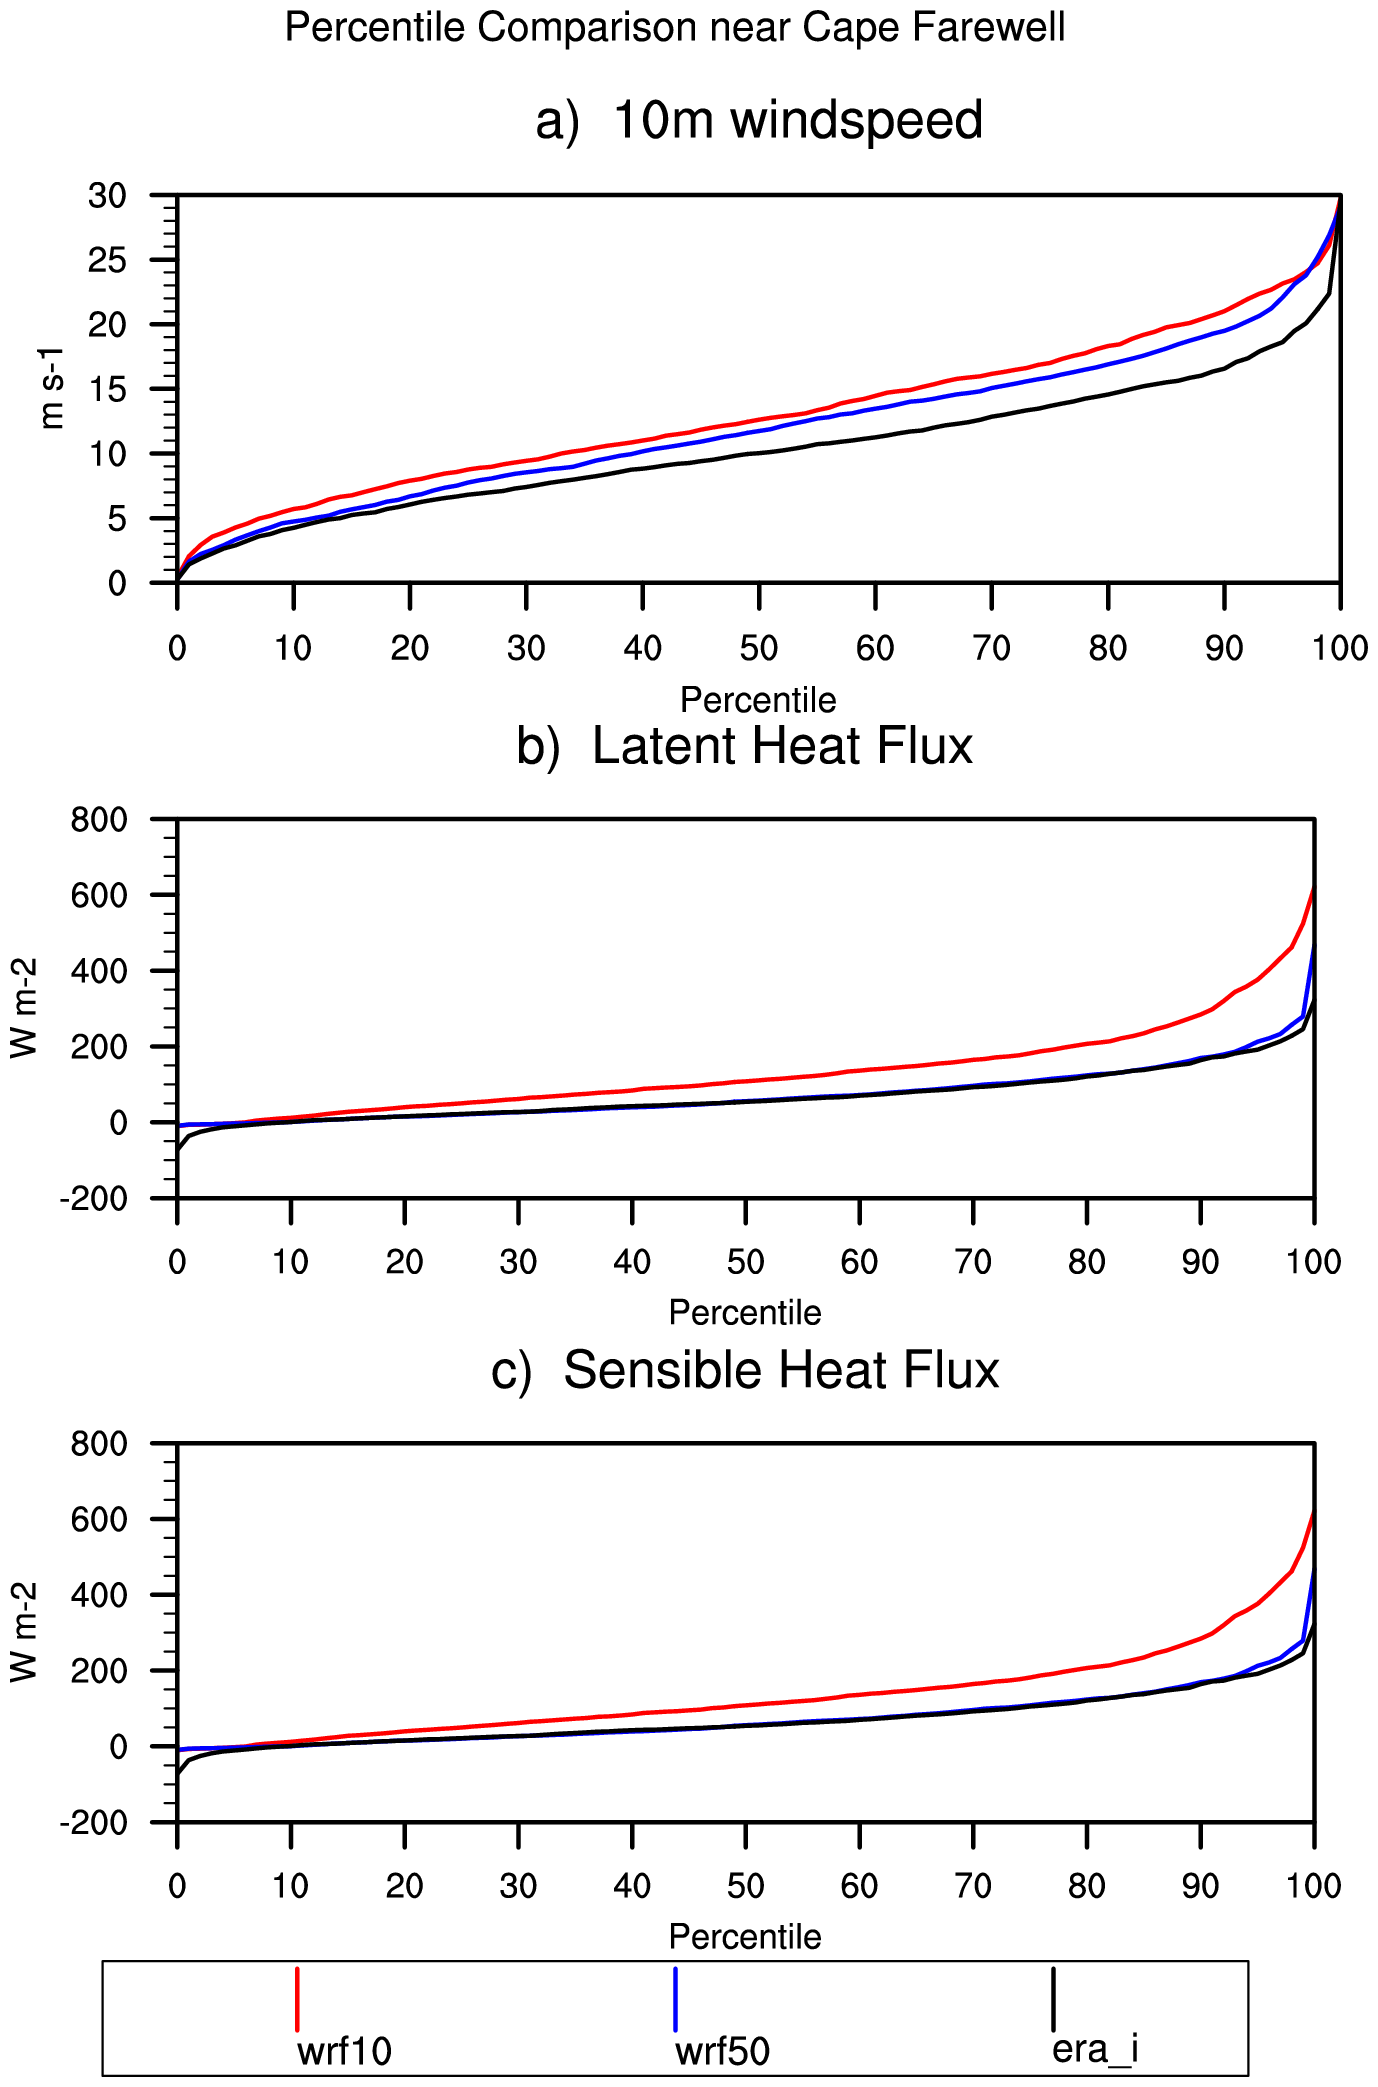 Percentile Comparison near Cape Farewell
a) 10m windspeed
30
25
20
15
10
5
0
m s-1
0 10 20 30 40 50 60 70 80 90 100
Percentile
b) Latent Heat Flux
800
600
400
200
0
-200
W m-2
0 10 20 30 40 50 60 70 80 90 100
Percentile
c) Sensible Heat Flux
800
600
400
200
0
-200
W m-2
0 10 20 30 40 50 60 70 80 90 100
Percentile
wrf10 wrf50 era_i